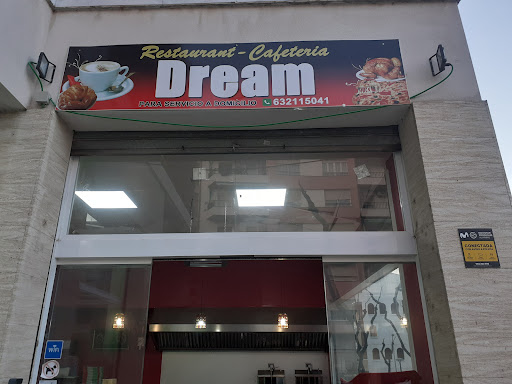 Restaurant - Cafeteria
Dream
PARA SERVICIO A DOMICILIO 632115041
CONECTADA
WiFi